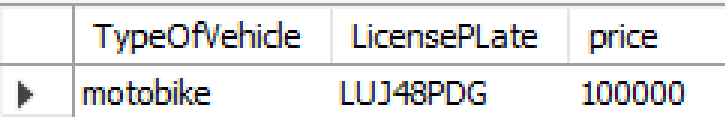 TypeOfVehicle LicensePLate price
motobike LUJ48PDG 100000